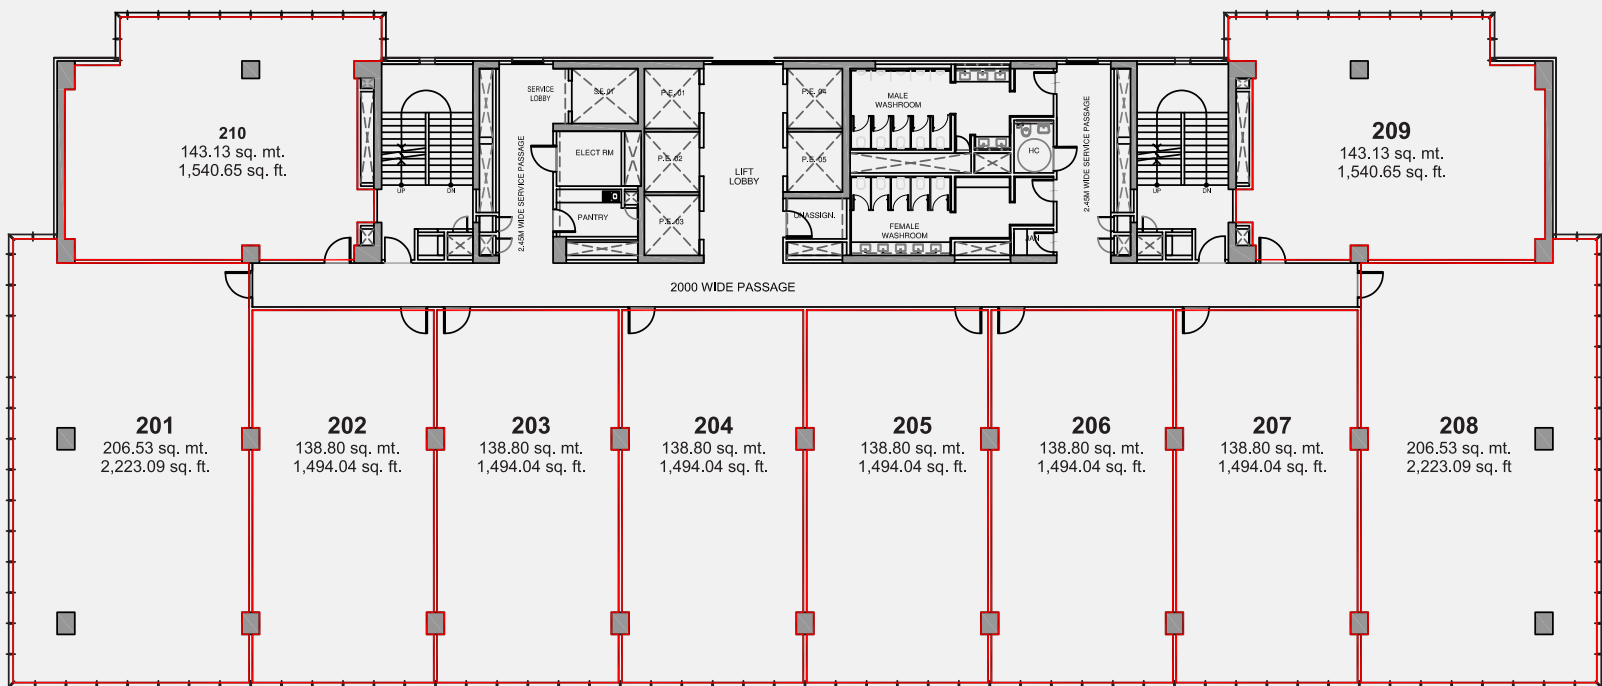 210
143.13 sq. mt.
1,540.65 sq. ft.
UP
DN
SERVICE
LOBBY
2.45M WIDE SERVICE PASSAGE
S.E.01
ELECT RM
PANTRY
P.E.01
P.E.02
P.E.03
LIFT
LOBBY
P.E.04
P.E.05
UNASSIGN.
MALE
WASHROOM
FEMALE
WASHROOM
HC
JAN
2.45M WIDE SERVICE PASSAGE
UP
DN
209
143.13 sq. mt.
1,540.65 sq. ft.
2000 WIDE PASSAGE
201
206.53 sq. mt.
2,223.09 sq. ft.
202
138.80 sq. mt.
1,494.04 sq. ft.
203
138.80 sq. mt.
1,494.04 sq. ft.
204
138.80 sq. mt.
1,494.04 sq. ft.
205
138.80 sq. mt.
1,494.04 sq. ft.
206
138.80 sq. mt.
1,494.04 sq. ft.
207
138.80 sq. mt.
1,494.04 sq. ft.
208
206.53 sq. mt.
2,223.09 sq. ft